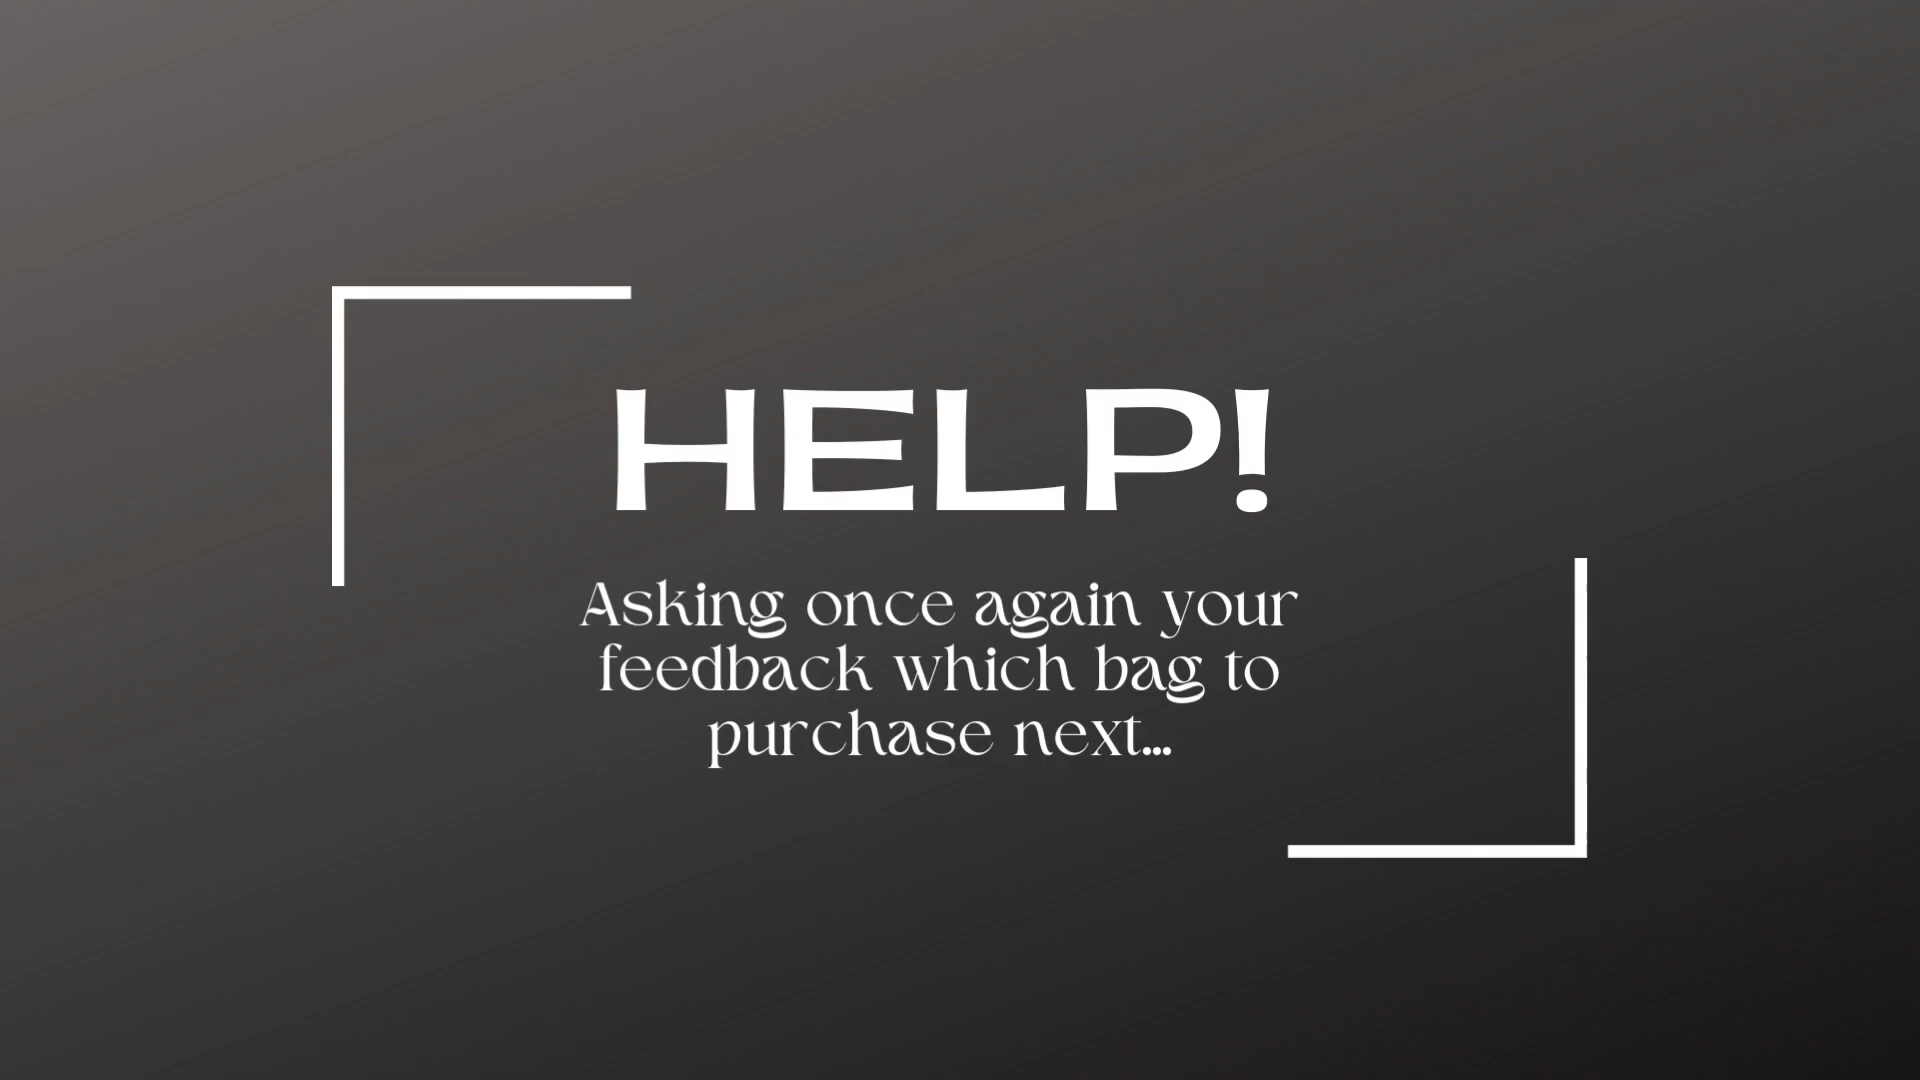 HELP!
Asking once again your
feedback which bag to
purchase next...